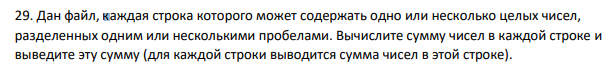 29. Дан файл, каждая строка которого может содержать одно или несколько целых чисел,
разделенных одним или несколькими пробелами. Вычислите сумму чисел в каждой строке и
выведите эту сумму (для каждой строки выводится сумма чисел в этой строке).